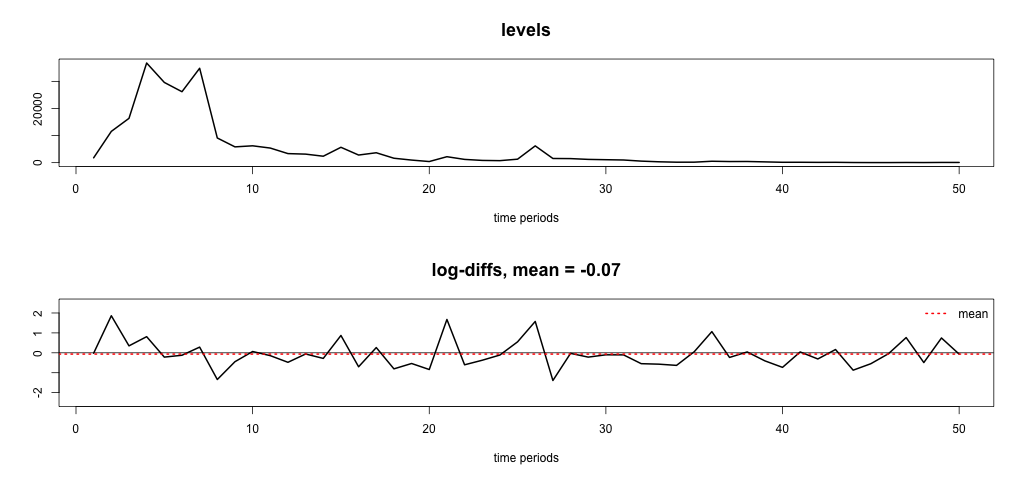 levels
20000
0
0 10 20 30 40 50
time periods
log-diffs, mean = -0.07
2
1
0
-2
mean
0 10 20 30 40 50
time periods